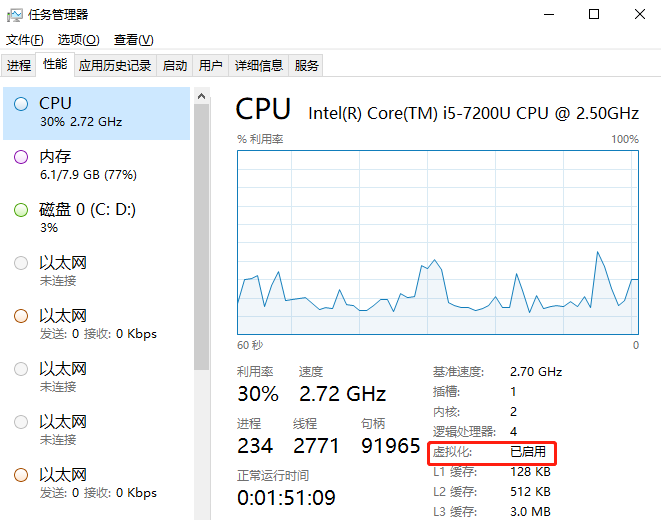 任务管理器
文件(F) 选项(O) 查看(V)
进程 性能 应用历史记录 启动 用户 详细信息 服务
CPU
30% 2.72 GHz
内存
6.1/7.9 GB (77%)
磁盘 0 (C: D:)
3%
以太网
未连接
以太网
发送: 0 接收: 0 Kbps
以太网
未连接
以太网
未连接
以太网
发送: 0 接收: 0 Kbps
CPU Intel(R) Core(TM) i5-7200U CPU @ 2.50GHz
% 利用率 100%
60 秒 0
利用率 速度
30% 2.72 GHz
进程 线程 句柄
234 2771 91965
正常运行时间
0:01:51:09
基准速度: 2.70 GHz
插槽: 1
内核: 2
逻辑处理器: 4
虚拟化: 已启用
L1 缓存: 128 KB
L2 缓存: 512 KB
L3 缓存: 3.0 MB